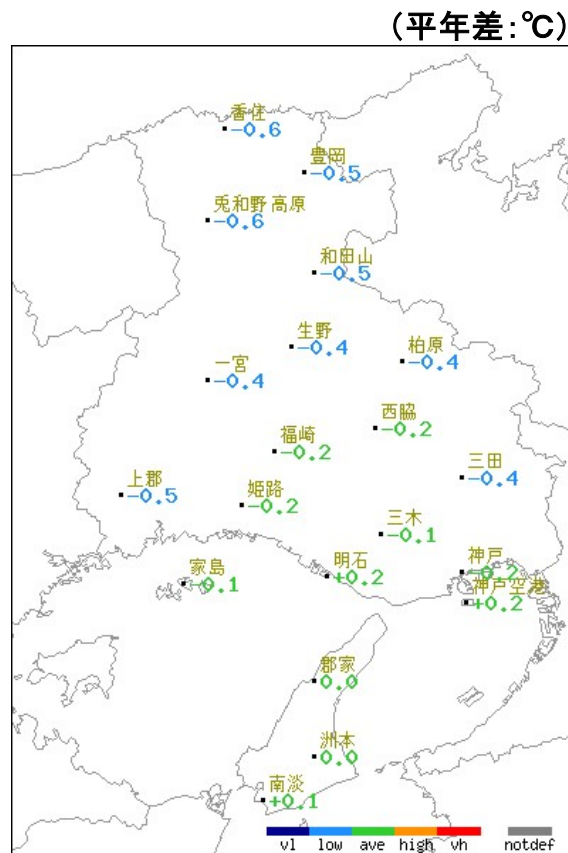 (平年差:℃)
香住
-0.6
豊岡
-0.5
兎和野高原
-0.6
和田山
-0.5
生野
-0.4
柏原
-0.4
一宮
-0.4
西脇
-0.2
福崎
-0.2
三田
-0.4
上郡
-0.5
姫路
-0.2
三木
-0.1
神戸
-0.2
家島
-0.1
明石
+0.2
神戸空港
+0.2
郡家
0.0
洲本
0.0
南淡
+0.1
vl low ave high vh notdef